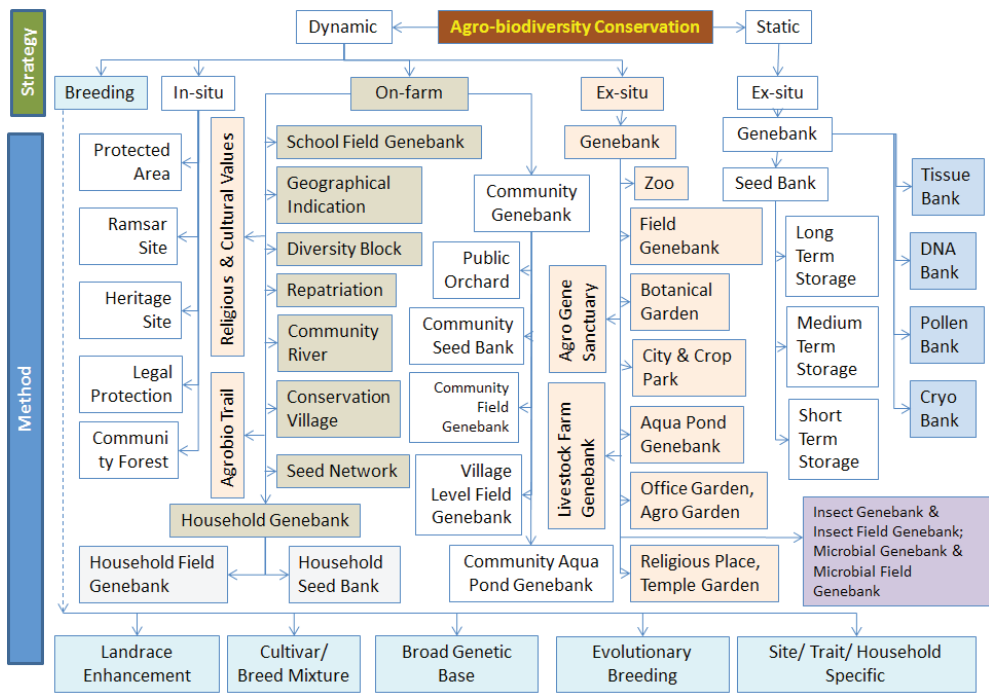 Strategy
Method
Dynamic
Agro-biodiversity Conservation
Static
Breeding
In-situ
On-farm
Ex-situ
Ex-situ
Protected
Area
Ramsar
Site
Heritage
Site
Legal
Protection
Communi
ty Forest
Religious & Cultural Values
Agrobio Trail
School Field Genebank
Geographical
Indication
Diversity Block
Repatriation
Community
River
Conservation
Village
Seed Network
Household Genebank
Household Field
Genebank
Household
Seed Bank
Community
Genebank
Public
Orchard
Community
Seed Bank
Community
Field
Genebank
Village
Level Field
Genebank
Community Aqua
Pond Genebank
Genebank
Agro Gene
Sanctuary
Livestock Farm
Genebank
Zoo
Field
Genebank
Botanical
Garden
City & Crop
Park
Aqua Pond
Genebank
Office Garden,
Agro Garden
Religious Place,
Temple Garden
Genebank
Seed Bank
Long
Term
Storage
Medium
Term
Storage
Short
Term
Storage
Tissue
Bank
DNA
Bank
Pollen
Bank
Cryo
Bank
Insect Genebank &
Insect Field Genebank;
Microbial Genebank &
Microbial Field
Genebank
Landrace
Enhancement
Cultivar/
Breed Mixture
Broad Genetic
Base
Evolutionary
Breeding
Site/ Trait/ Household
Specific